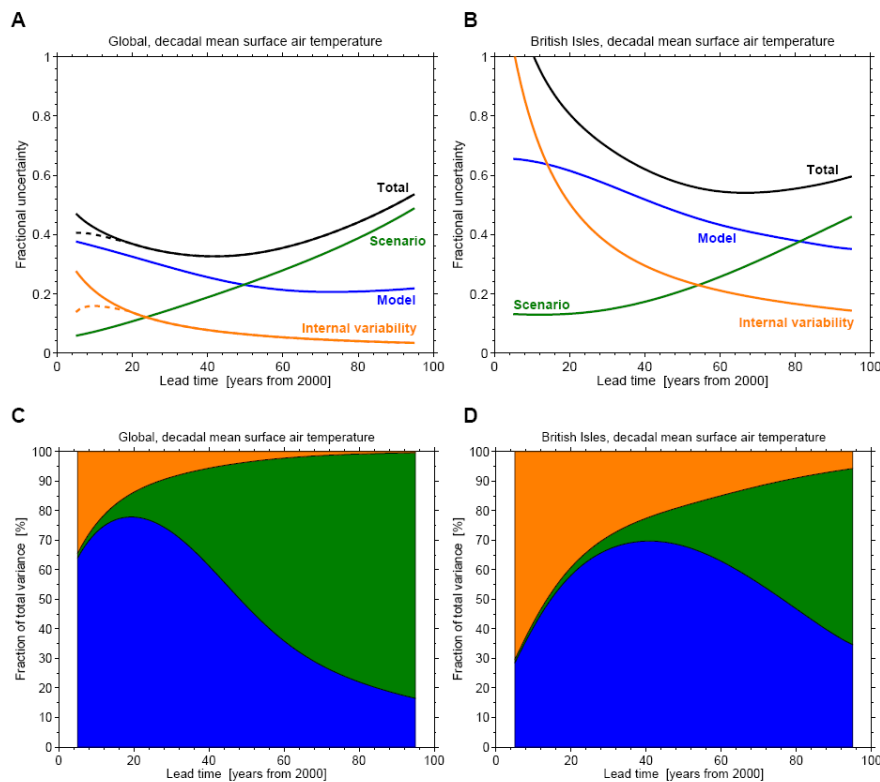 A
Global, decadal mean surface air temperature
1
0.8
0.6
0.4
0.2
0
Fractional uncertainty
Total
Scenario
Model
Internal variability
0 20 40 60 80 100
Lead time [years from 2000]
B
British Isles, decadal mean surface air temperature
1
0.8
0.6
0.4
0.2
0
Fractional uncertainty
Total
Model
Scenario
Internal variability
0 20 40 60 80 100
Lead time [years from 2000]
C
Global, decadal mean surface air temperature
100
90
80
70
60
50
40
30
20
10
0
Fraction of total variance [%]
0 20 40 60 80 100
Lead time [years from 2000]
D
British Isles, decadal mean surface air temperature
100
90
80
70
60
50
40
30
20
10
0
Fraction of total variance [%]
0 20 40 60 80 100
Lead time [years from 2000]